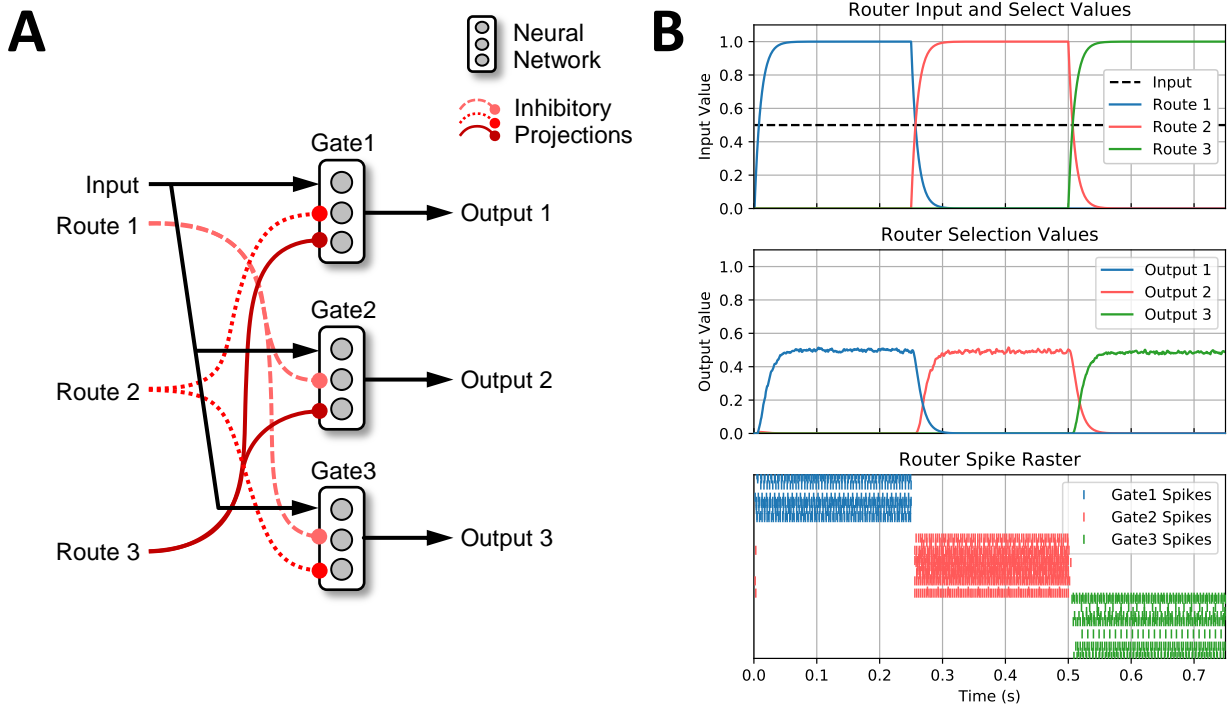 A
Neural
Network
Inhibitory
Projections
Gate1
Input
Route 1
Output 1
Gate2
Route 2
Output 2
Gate3
Route 3
Output 3
B
Router Input and Select Values
Input Value
1.0
0.8
0.6
0.4
0.2
0.0
Input
Route 1
Route 2
Route 3
Router Selection Values
Output Value
1.0
0.8
0.6
0.4
0.2
0.0
Output 1
Output 2
Output 3
Router Spike Raster
Gate1 Spikes
Gate2 Spikes
Gate3 Spikes
0.0 0.1 0.2 0.3 0.4 0.5 0.6 0.7
Time (s)